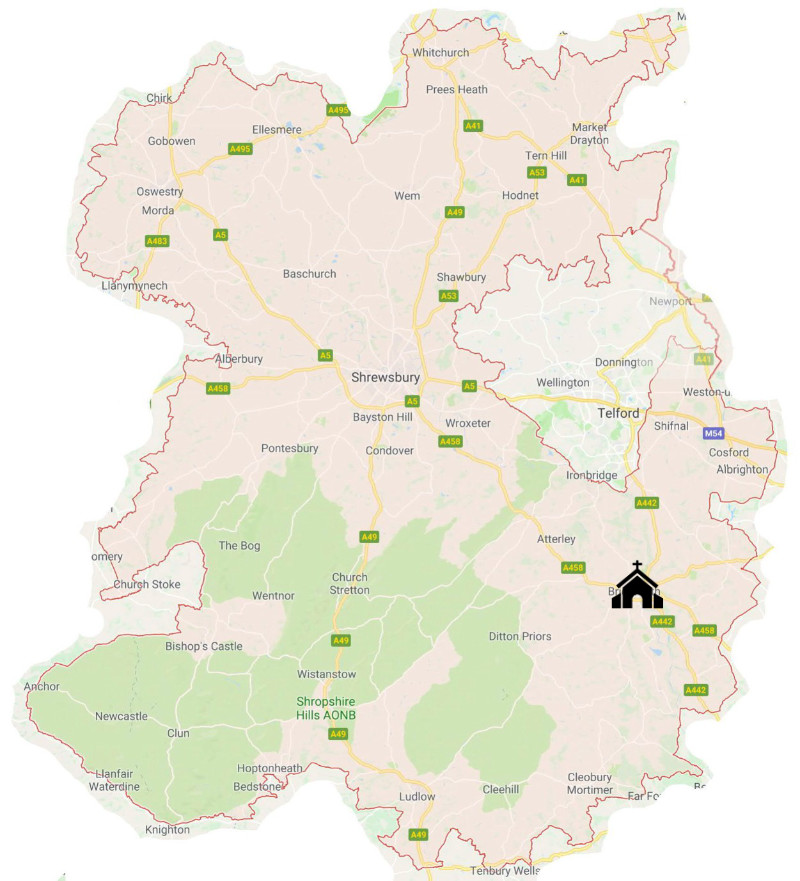 M
Whitchurch
Prees Heath
Chirk
A495
Ellesmere
A41
Market
Drayton
Gobowen
A495
Tern Hill
A53
A41
Oswestry
Wem
Hodnet
Morda
A49
A5
A483
Baschurch
Shawbury
Llanymynech
A53
Newport
Alderbury
A5
A41
Donnington
Shrewsbury
Wellington
A458
A5
Weston-u
A5
Telford
Bayston Hill
Wroxeter
Shifnal
M54
A458
Pontesbury
Condover
Cosford
Albrighton
Ironbridge
A442
A49
Atterley
The Bog
omery
A458
Church
Stretton
Church Stoke
Wentnor
A442
A458
Ditton Priors
A49
Bishop's Castle
Wistanstow
Anchor
A442
Shropshire
Hills AONB
Newcastle
Clun
A49
Hoptonheath
Llanfair
Waterdine
Bedstone
Cleobury
Mortimer
Cleehill
Ludlow
Far Fo
Knighton
A49
Tenbury Wells